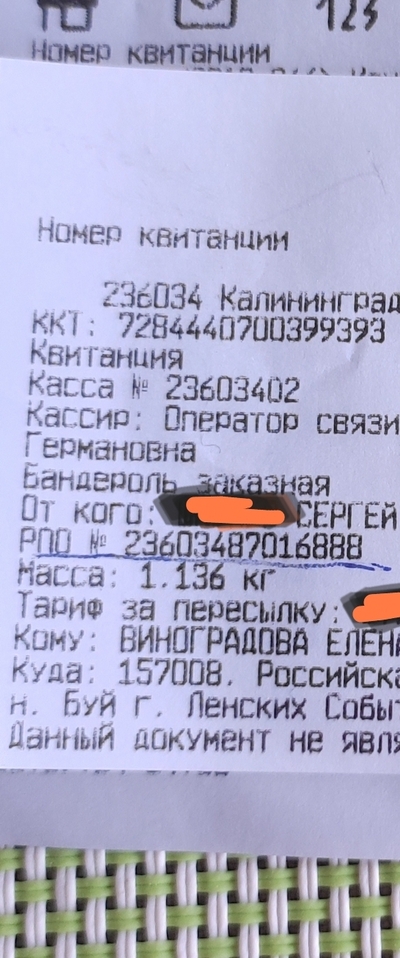 123
Номер квитанции
Номер квитанции
236034 Калининград
ККТ: 7284440700399393
Квитанция
Касса № 23603402
Кассир: Оператор связи
Германовна
Бандероль заказная
От кого: СЕРГЕЙ
РПО № 23603487016888
Масса: 1.136 кг
Тариф за пересылку:
Кому: ВИНОГРАДОВА ЕЛЕНА
Куда: 157008, Российска
н. Буй г. Ленских Событ
Данный документ не явля